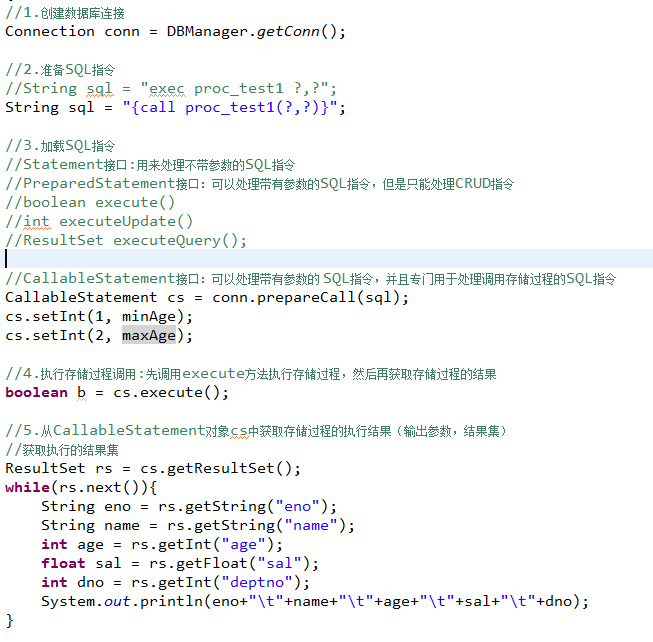 //1.创建数据库连接
Connection conn = DBManager.getConn();
//2.准备SQL指令
//String sql = "exec proc_test1 ?,?";
String sql = "{call proc_test1(?,?)}";
//3.加载SQL指令
//Statement接口:用来处理不带参数的SQL指令
//PreparedStatement接口: 可以处理带有参数的SQL指令，但是只能处理CRUD指令
//boolean execute()
//int executeUpdate()
//ResultSet executeQuery();
//CallableStatement接口: 可以处理带有参数的 SQL指令，并且专门用于处理调用存储过程的SQL指令
CallableStatement cs = conn.prepareCall(sql);
cs.setInt(1, minAge);
cs.setInt(2, maxAge);
//4.执行存储过程调用:先调用execute方法执行存储过程，然后再获取存储过程的结果
boolean b = cs.execute();
//5.从CallableStatement对象cs中获取存储过程的执行结果（输出参数，结果集）
//获取执行的结果集
ResultSet rs = cs.getResultSet();
while(rs.next()){
    String eno = rs.getString("eno");
    String name = rs.getString("name");
    int age = rs.getInt("age");
    float sal = rs.getFloat("sal");
    int dno = rs.getInt("deptno");
    System.out.println(eno+"\t"+name+"\t"+age+"\t"+sal+"\t"+dno);
}